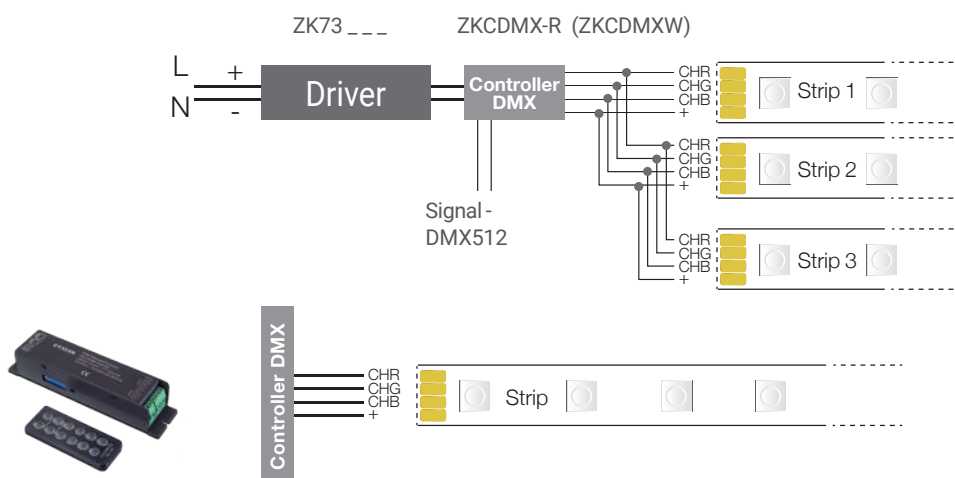 ZK73 _ _ _ ZKCDMX-R (ZKCDMXW)
L +
N -
Driver
Controller
DMX
CHR
CHG
CHB
+
Strip 1
CHR
CHG
CHB
+
Strip 2
Signal -
DMX512
CHR
CHG
CHB
+
Strip 3
Controller DMX
CHR
CHG
CHB
+
Strip